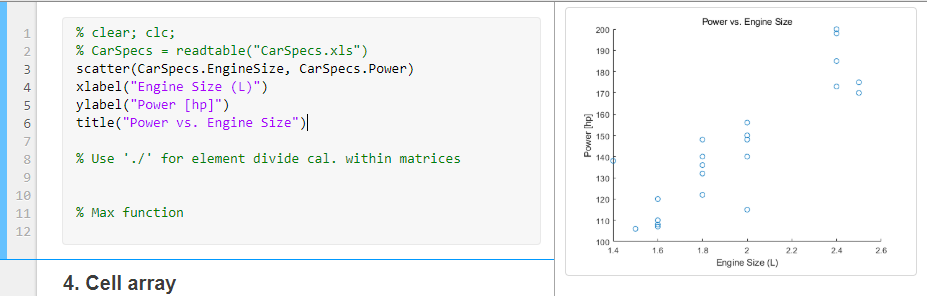 1 % clear; clc;
2 % CarSpecs = readtable("CarSpecs.xls")
3 scatter(CarSpecs.EngineSize, CarSpecs.Power)
4 xlabel("Engine Size (L)")
5 ylabel("Power [hp]")
6 title("Power vs. Engine Size")
7
8 % Use './' for element divide cal. within matrices
9
10
11 % Max function
12
4. Cell array
Power vs. Engine Size
Power [hp]
200
190
180
170
160
150
140
130
120
110
100
1.4 1.6 1.8 2 2.2 2.4 2.6
Engine Size (L)